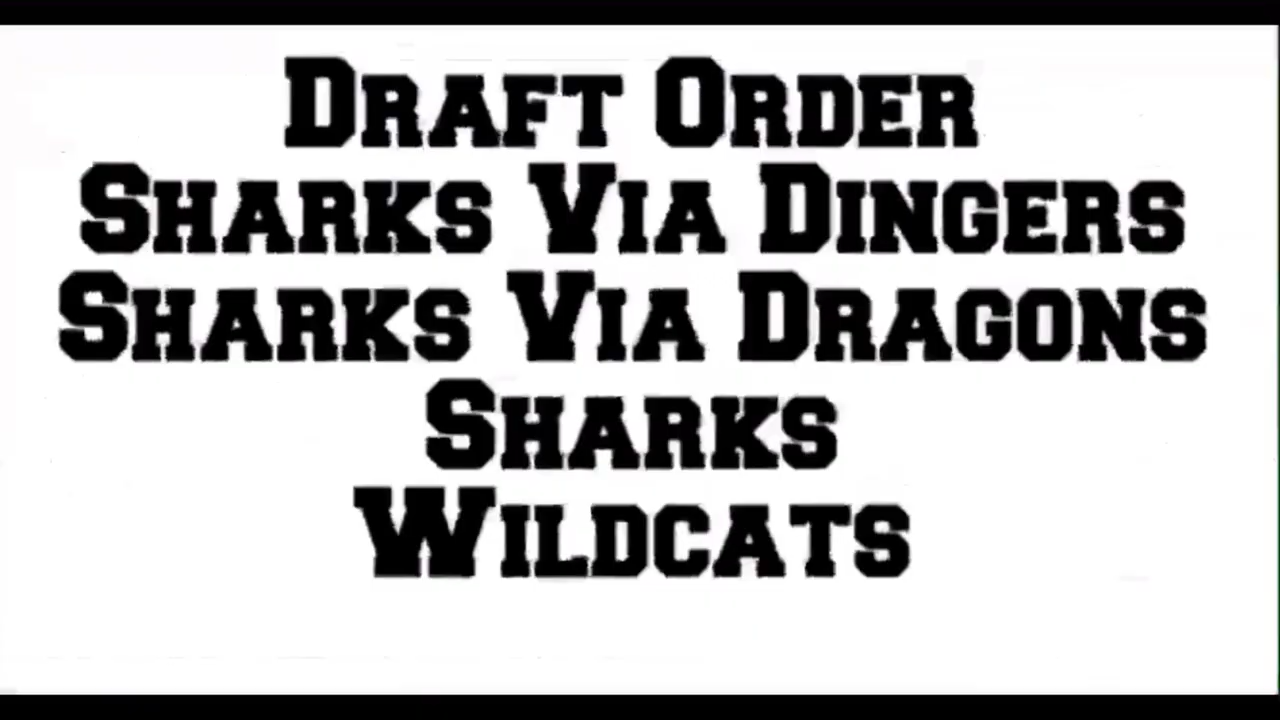 Draft Order
Sharks Via Dingers
Sharks Via Dragons
Sharks
Wildcats